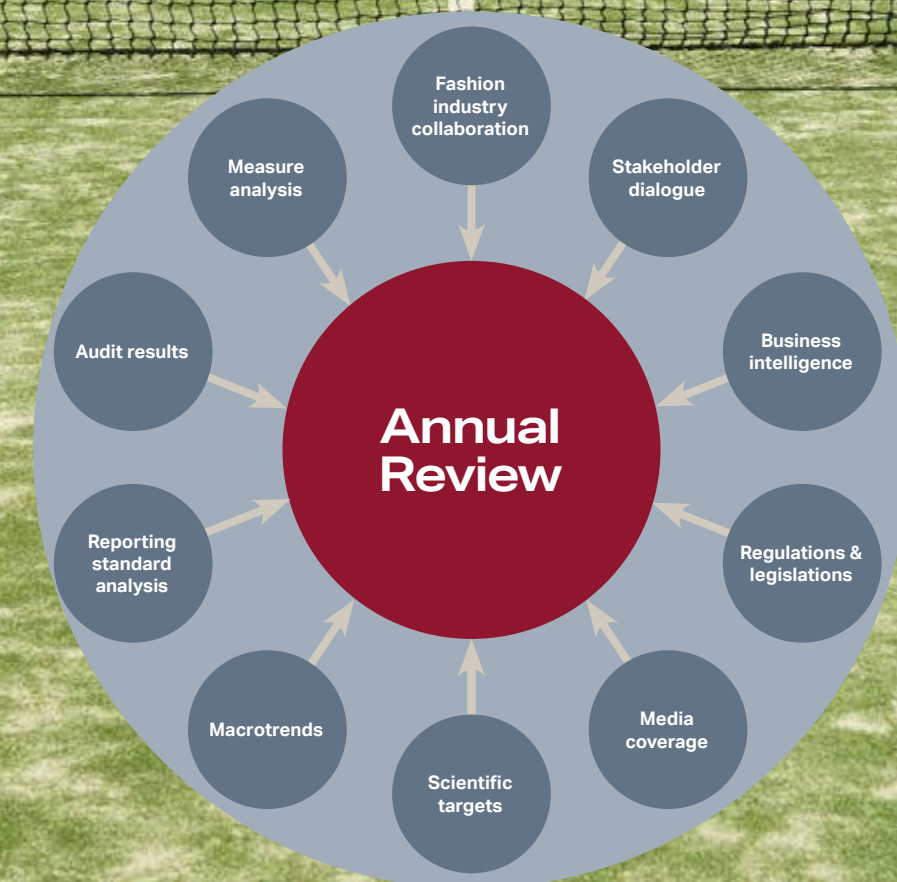 Fashion
industry
collaboration
Stakeholder
dialogue
Business
intelligence
Regulations &
legislations
Media
coverage
Scientific
targets
Macrotrends
Reporting
standard
analysis
Audit results
Measure
analysis
Annual
Review